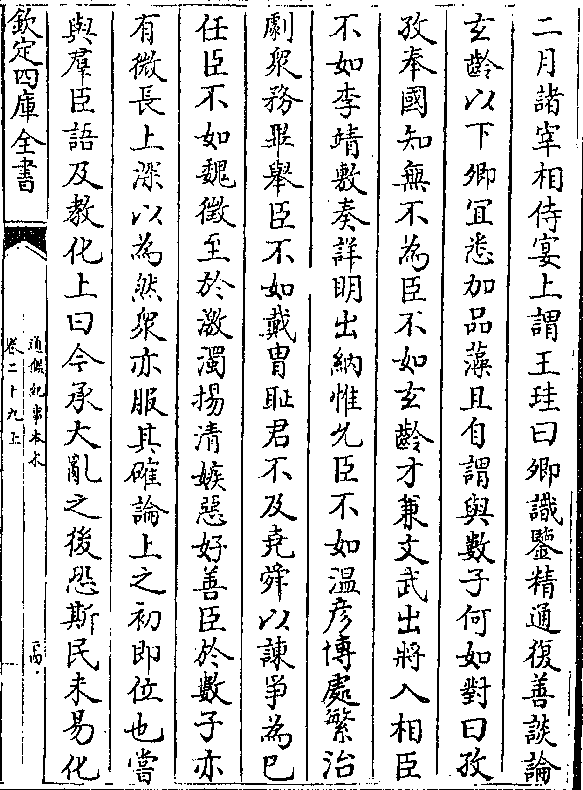 二月諸宰相侍宴上謂王珪曰卿識鑒精通復善談論
玄齡以下卿宜悉加品藻且自謂與數子何如對曰孜
孜奉國知無不為臣不如玄齡才兼文武出將入相臣
不如李靖敷奏詳明出納惟允臣不如温彦博處繁治
劇衆務畢舉臣不如戴胄耻君不及堯舜以諫爭為已
任臣不如魏徵至於激濁揚清嫉惡好善臣於數子亦
有微長上深以為然衆亦服其確論上之初即位也嘗
與羣臣語及教化上曰今承大亂之後恐斯民未易化
欽定四庫全書
通鑑紀事本末
卷二十九上